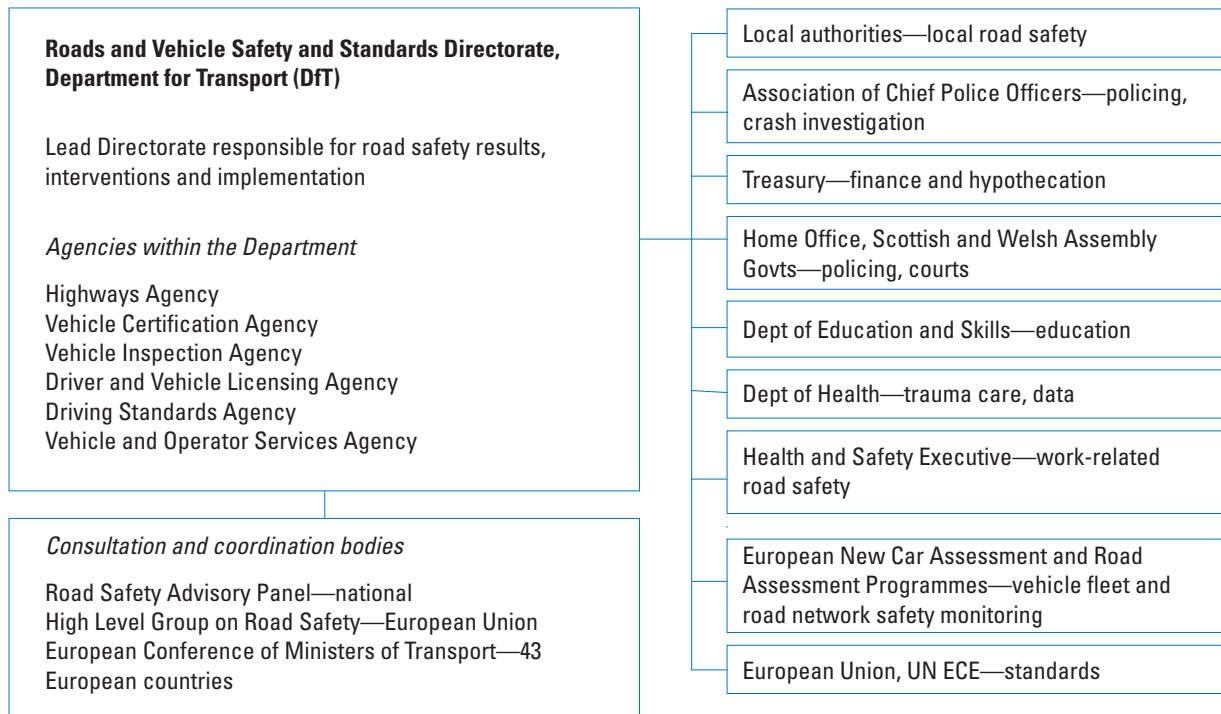 Roads and Vehicle Safety and Standards Directorate,
Department for Transport (DfT)
Lead Directorate responsible for road safety results,
interventions and implementation
Agencies within the Department
Highways Agency
Vehicle Certification Agency
Vehicle Inspection Agency
Driver and Vehicle Licensing Agency
Driving Standards Agency
Vehicle and Operator Services Agency
Consultation and coordination bodies
Road Safety Advisory Panel—national
High Level Group on Road Safety—European Union
European Conference of Ministers of Transport—43
European countries
Local authorities—local road safety
Association of Chief Police Officers—policing,
crash investigation
Treasury—finance and hypothecation
Home Office, Scottish and Welsh Assembly
Govts—policing, courts
Dept of Education and Skills—education
Dept of Health—trauma care, data
Health and Safety Executive—work-related
road safety
European New Car Assessment and Road
Assessment Programmes—vehicle fleet and
road network safety monitoring
European Union, UN ECE—standards